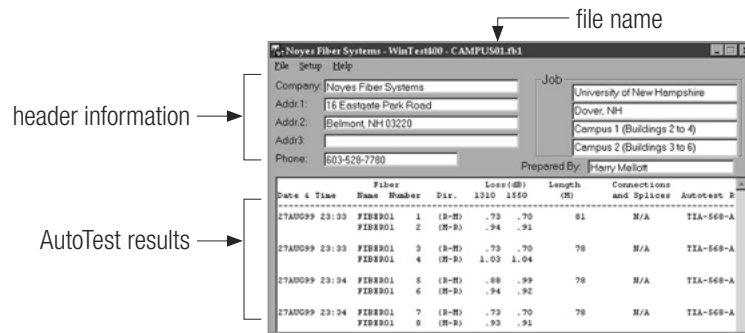 file name
Noyes Fiber Systems - WinTest400 - CAMPUS01.fb1
File Setup Help
header information
Company: Noyes Fiber Systems
Addr.1: 16 Eastgate Park Road
Addr.2: Belmont, NH 03220
Addr3:
Phone: 603-528-7780
Job
University of New Hampshire
Dover, NH
Campus 1 (Buildings 2 to 4)
Campus 2 (Buildings 3 to 6)
Prepared By: Harry Mellott
AutoTest results
Fiber Loss(dB) Length Connections
Date & Time Name Number Dir. 1310 1550 (M) and Splices Autotest R
27AUG99 23:33 FIBER01 1 (R-M) .73 .70 81 N/A TIA-568-A
FIBER01 2 (M-R) .94 .91
27AUG99 23:33 FIBER01 3 (R-M) .73 .70 78 N/A TIA-568-A
FIBER01 4 (M-R) 1.03 1.04
27AUG99 23:34 FIBER01 5 (R-M) .88 .99 78 N/A TIA-568-A
FIBER01 6 (M-R) .94 .92
27AUG99 23:34 FIBER01 7 (R-M) .73 .70 78 N/A TIA-568-A
FIBER01 8 (M-R) .93 .91